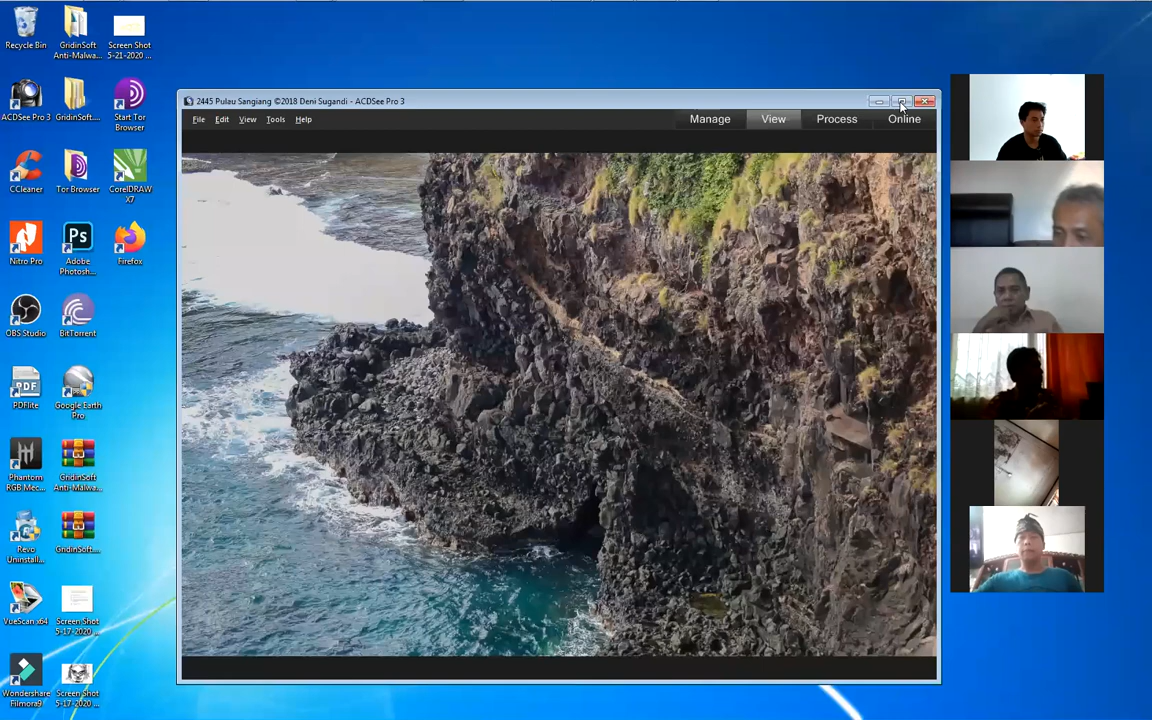 2445 Pulau Sangiang ©2018 Deni Sugandi - ACDSee Pro 3
File Edit View Tools Help
Manage View Process Online
Recycle Bin
GridinSoft Anti-Malwa...
Screen Shot 5-21-2020 ...
ACDSee Pro 3
GridinSoft....
Start Tor Browser
CCleaner
Tor Browser
CorelDRAW X7
Nitro Pro
Adobe Photosh...
Firefox
OBS Studio
BitTorrent
PDFlite
Google Earth Pro
Phantom RGB Mec...
GridinSoft Anti-Malwa...
Revo Uninstall...
GridinSoft....
VueScan x64
Screen Shot 5-17-2020 ...
Wondershare Filmora9
Screen Shot 5-17-2020 ...
PDF
Ps